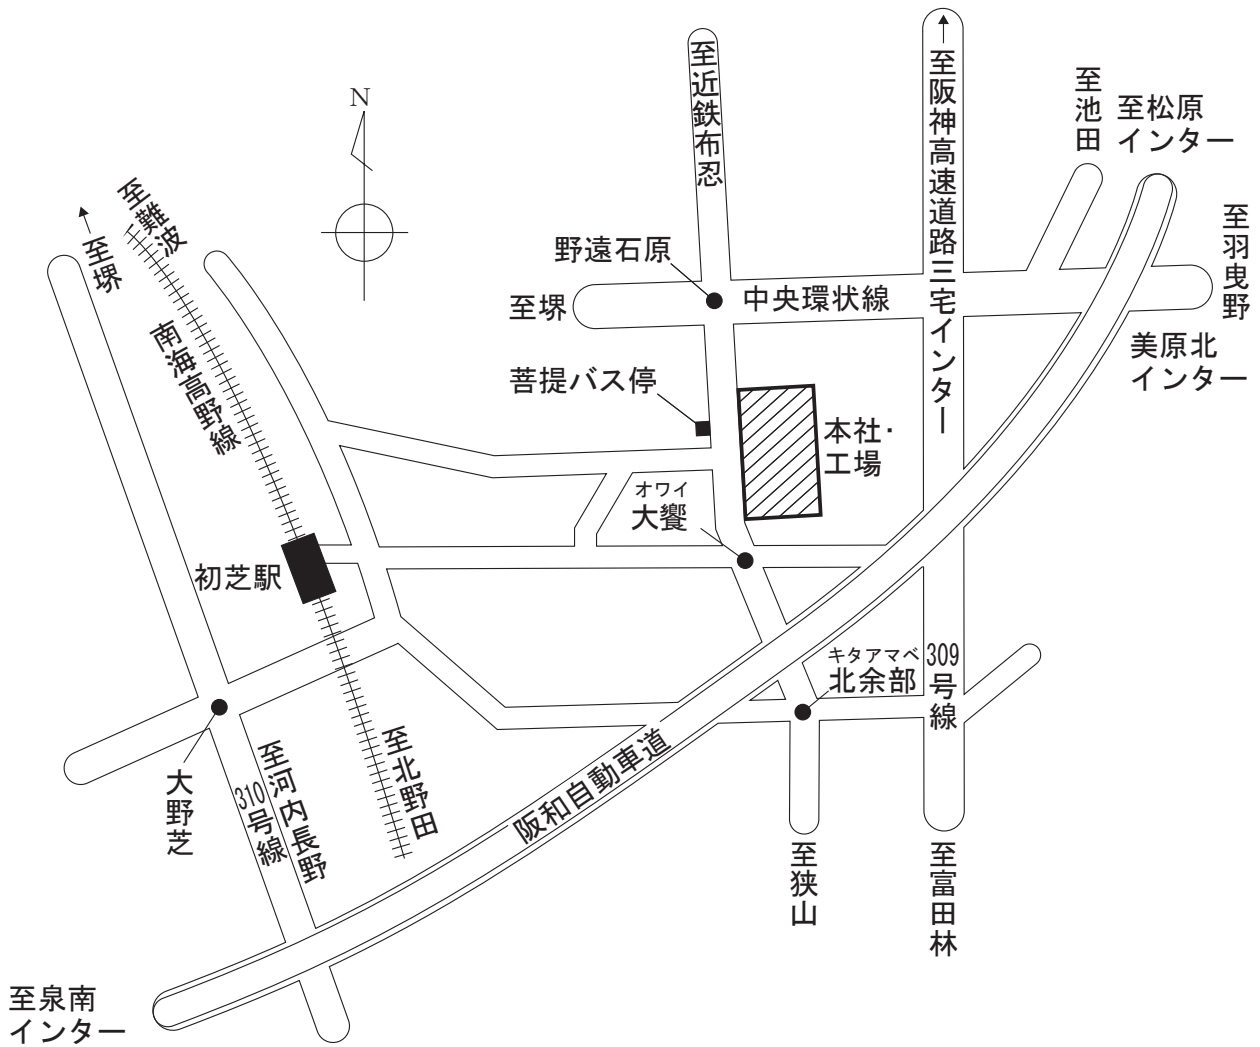 N
至近鉄布忍
至阪神高速道路三宅インター
至池田
至松原
インター
至羽曳野
至難波
至堺
野遠石原
至堺
中央環状線
美原北
インター
南海高野線
菩提バス停
本社・
工場
オワイ
大饗
初芝駅
キタアマベ
北余部
309号線
大野芝
310号線
至河内長野
至北野田
阪和自動車道
至狭山
至富田林
至泉南
インター